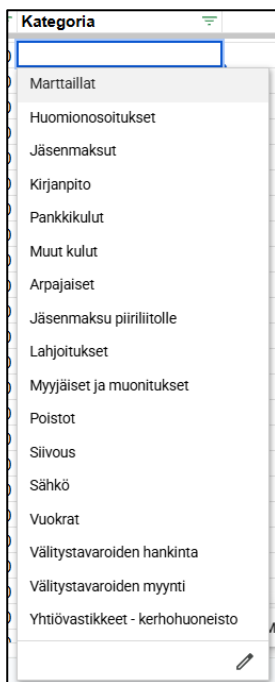 Kategoria
Marttaillat
Huomionosoitukset
Jäsenmaksut
Kirjanpito
Pankkikulut
Muut kulut
Arpajaiset
Jäsenmaksu piiriliitolle
Lahjoitukset
Myyjäiset ja muonitukset
Poistot
Siivous
Sähkö
Vuokrat
Välitystavaroiden hankinta
Välitystavaroiden myynti
Yhtiövastikkeet - kerhohuoneisto